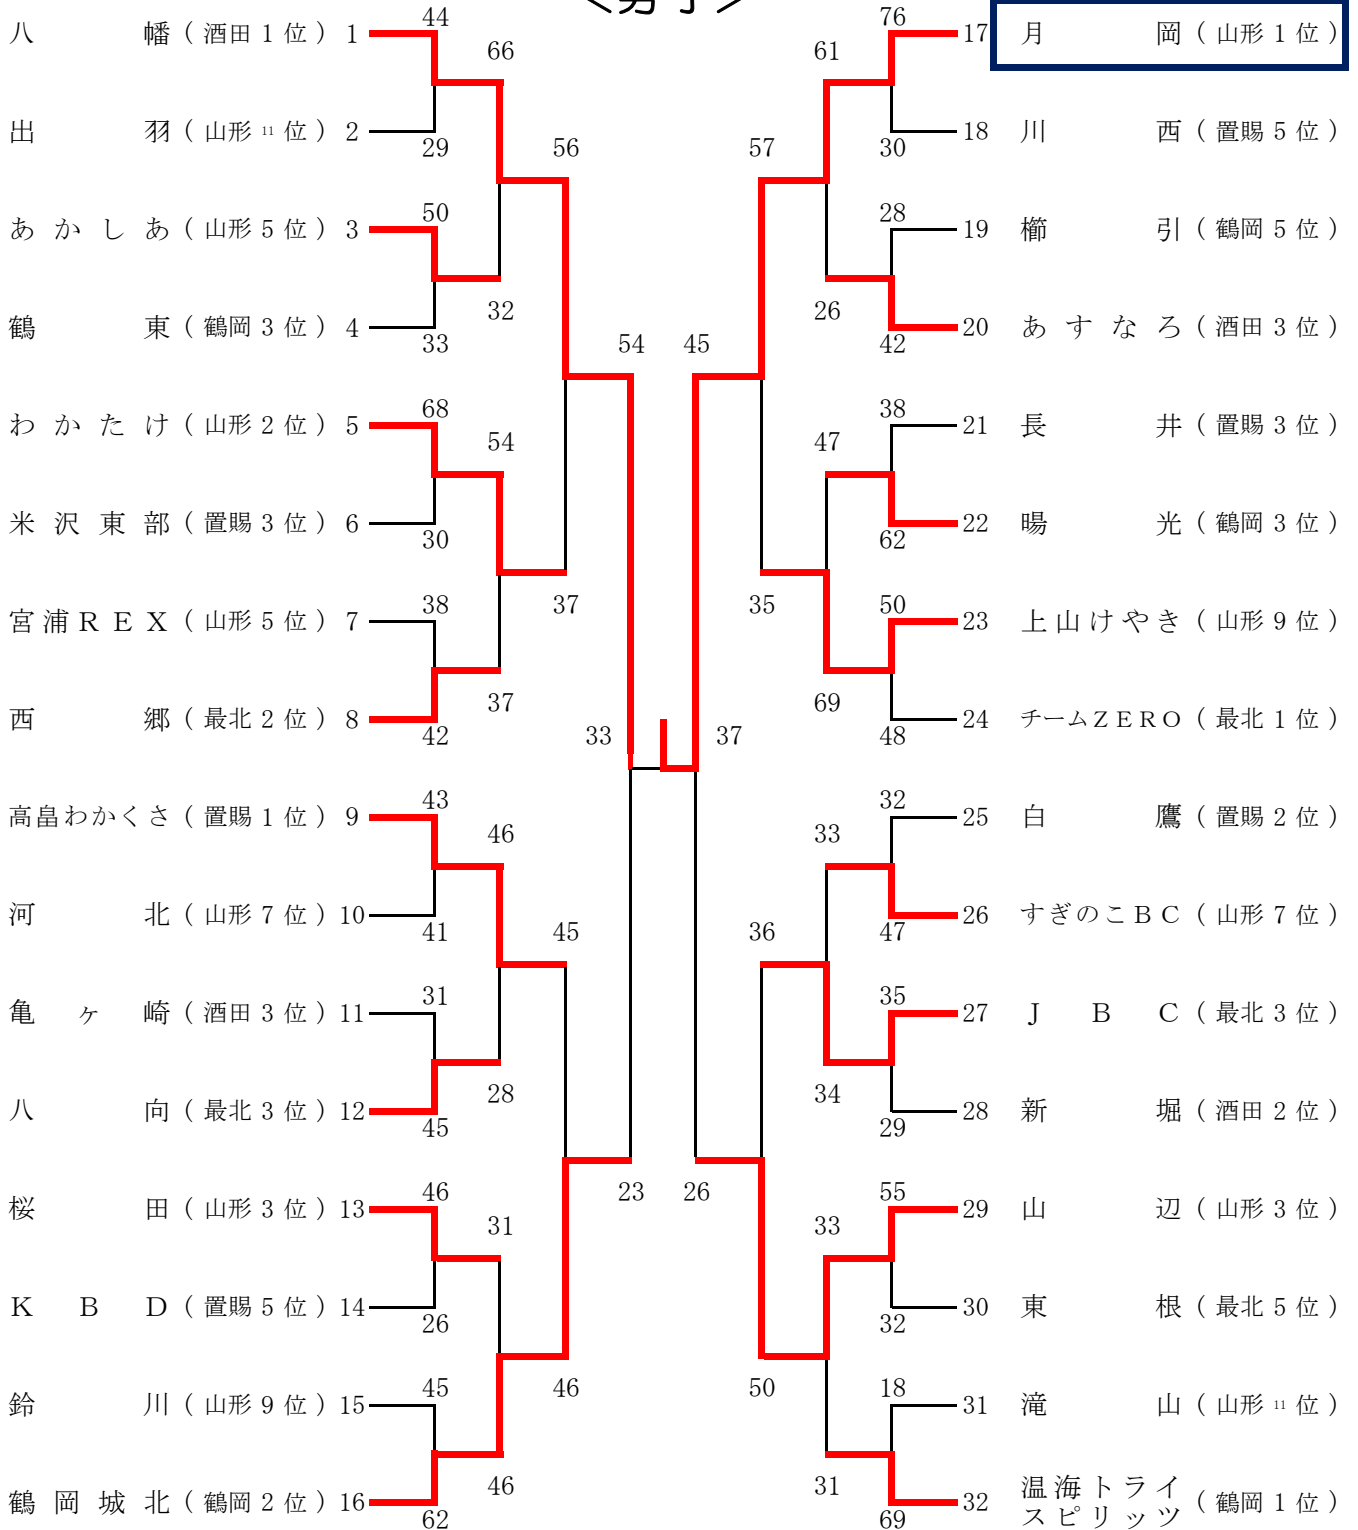 ＜男子＞
八幡（酒田１位）1
出羽（山形11位）2
あかしあ（山形５位）3
鶴東（鶴岡３位）4
わかたけ（山形２位）5
米沢東部（置賜３位）6
宮浦ＲＥＸ（山形５位）7
西郷（最北２位）8
高畠わかくさ（置賜１位）9
河北（山形７位）10
亀ヶ崎（酒田３位）11
八向（最北３位）12
桜田（山形３位）13
ＫＢＤ（置賜５位）14
鈴川（山形９位）15
鶴岡城北（鶴岡２位）16
44
29
50
33
68
30
38
42
43
41
31
45
46
26
45
62
66
32
54
37
46
28
31
46
56
37
45
46
54
23
33
37
45
26
57
35
36
50
61
26
47
69
33
34
33
31
76
30
28
42
38
62
50
48
32
47
35
29
55
32
18
69
17 月岡（山形１位）
18 川西（置賜５位）
19 櫛引（鶴岡５位）
20 あすなろ（酒田３位）
21 長井（置賜３位）
22 暘光（鶴岡３位）
23 上山けやき（山形９位）
24 チームＺＥＲＯ（最北１位）
25 白鷹（置賜２位）
26 すぎのこＢＣ（山形７位）
27 ＪＢＣ（最北３位）
28 新堀（酒田２位）
29 山辺（山形３位）
30 東根（最北５位）
31 滝山（山形11位）
32 温海トライ
スピリッツ（鶴岡１位）